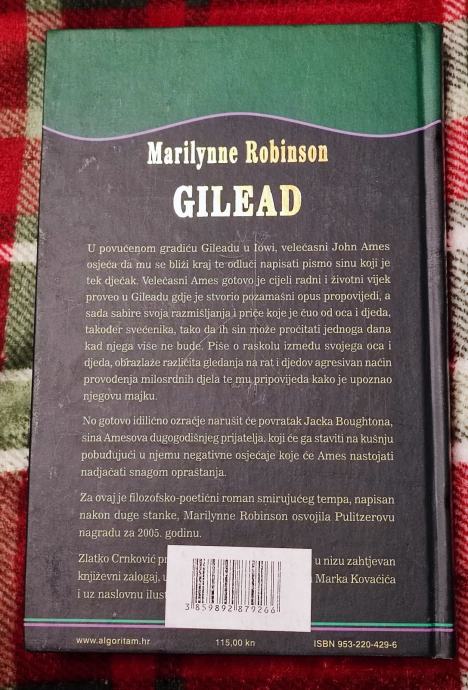 Marilynne Robinson
GILEAD
U povučenom gradiću Gileadu u Iowi, velečasni John Ames
osjeća da mu se bliži kraj te odluči napisati pismo sinu koji je
tek dječak. Velečasni Ames gotovo je cijeli radni i životni vijek
proveo u Gileadu gdje je stvorio pozamašni opus propovijedi, a
sada sabire svoja razmišljanja i priče koje je čuo od oca i djeda,
također svećenika, tako da ih sin može pročitati jednoga dana
kad njega više ne bude. Piše o raskolu između svojega oca i
djeda, obrazlaže različita gledanja na rat i djedov agresivan način
provođenja milosrdnih djela te mu pripovijeda kako je upoznao
njegovu majku.
No gotovo idilično ozračje narušit će povratak Jacka Boughtona,
sina Amesova dugogodišnjeg prijatelja, koji će ga staviti na kušnju
pobuđujući u njemu negativne osjećaje koje će Ames nastojati
nadjačati snagom opraštanja.
Za ovaj je filozofsko-poetični roman smirujućeg tempa, napisan
nakon duge stanke, Marilynne Robinson osvojila Pulitzerovu
nagradu za 2005. godinu.
Zlatko Crnković u nizu zahtjevan
književni zalogaj, Marka Kovačića
i uz naslovnu
3859892879266
www.algoritam.hr 115,00 kn ISBN 953-220-429-6